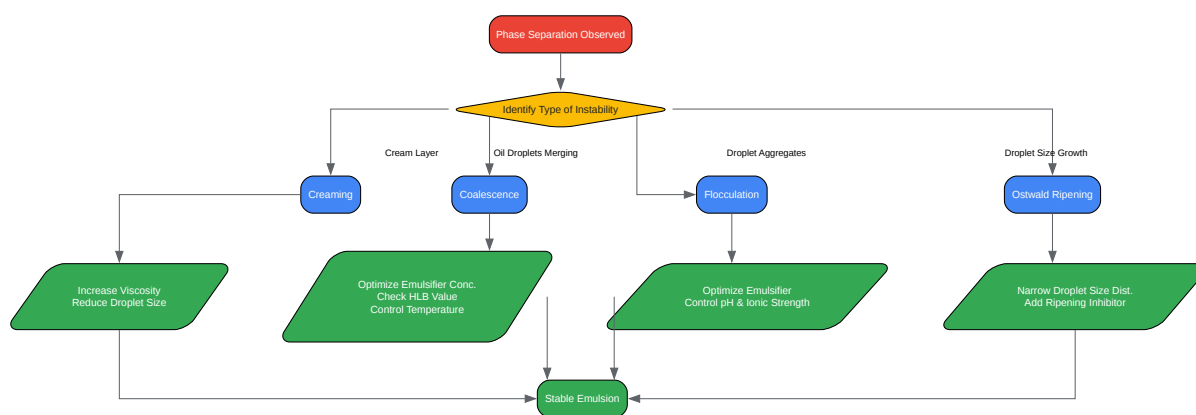 Phase Separation Observed
Identify Type of Instability
Cream Layer
Oil Droplets Merging
Droplet Aggregates
Droplet Size Growth
Creaming
Coalescence
Flocculation
Ostwald Ripening
Increase Viscosity
Reduce Droplet Size
Optimize Emulsifier Conc.
Check HLB Value
Control Temperature
Optimize Emulsifier
Control pH & Ionic Strength
Narrow Droplet Size Dist.
Add Ripening Inhibitor
Stable Emulsion